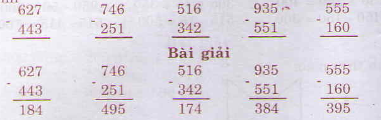 627 746 516 935 555
- - - -
443 251 342 551 160
Bài giải
627 746 516 935 555
- - - - -
443 251 342 551 160
184 495 174 384 395